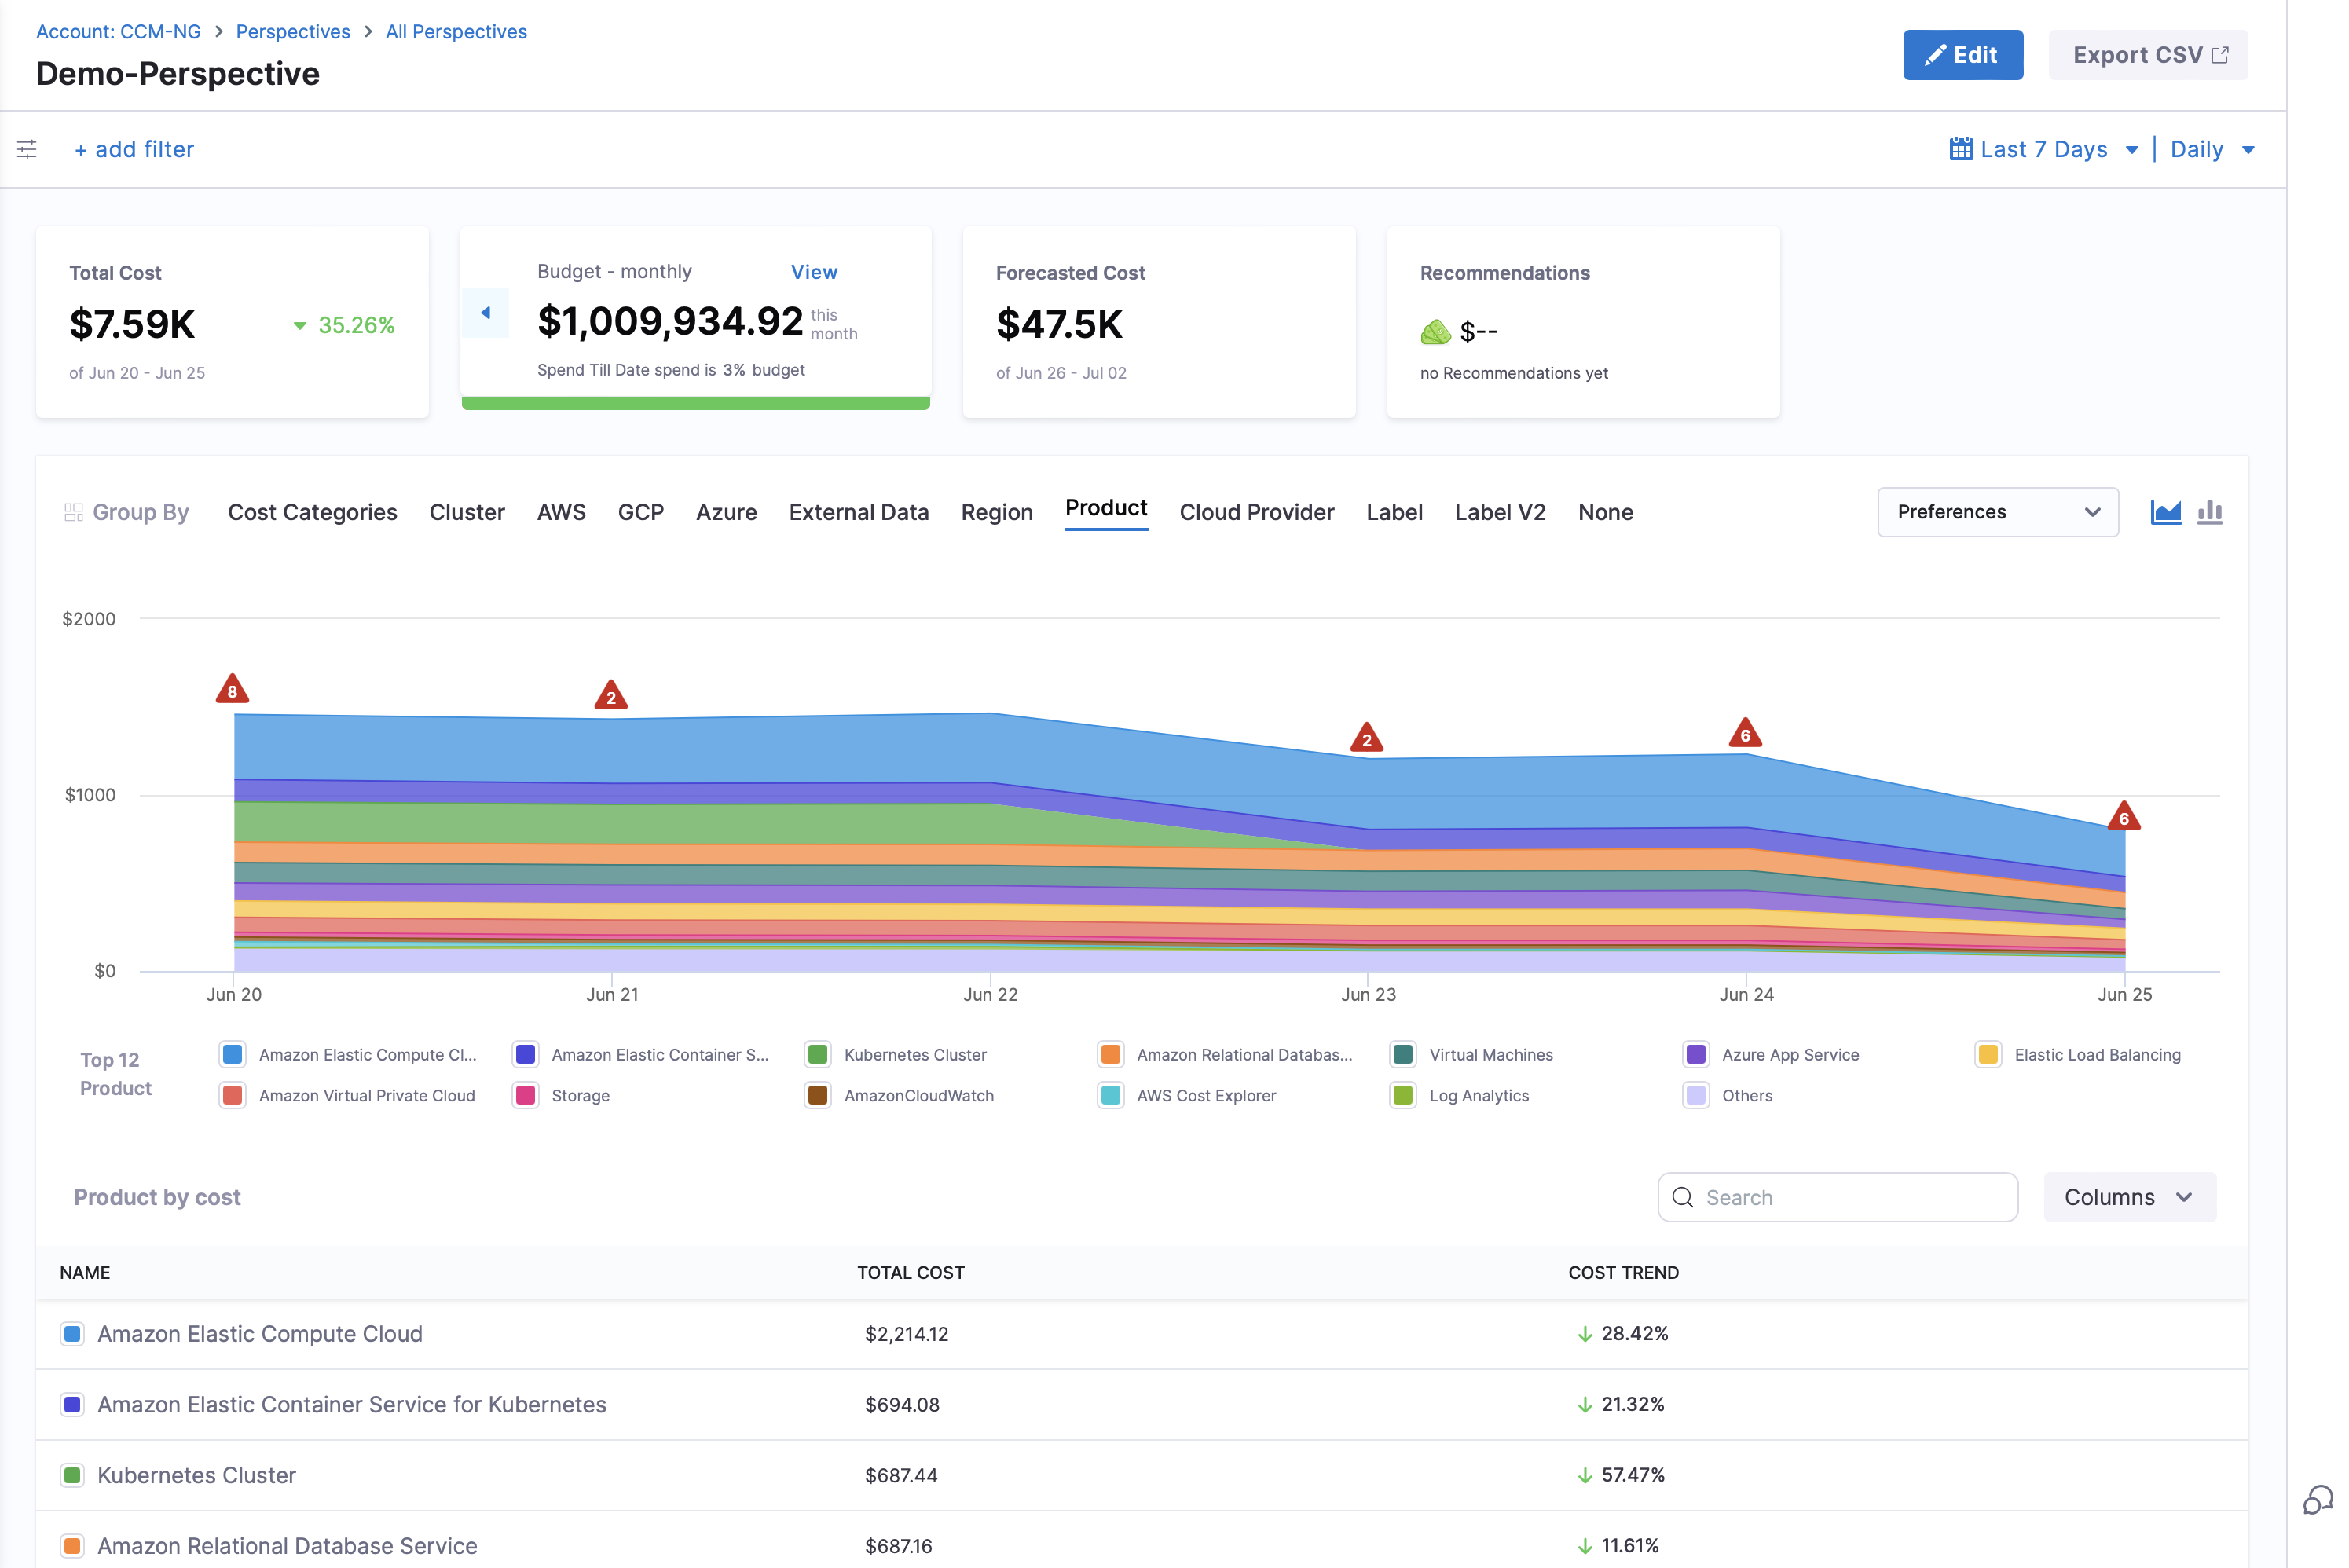 Account: CCM-NG > Perspectives > All Perspectives
Demo-Perspective
Edit
Export CSV
+ add filter
Last 7 Days
Daily
Total Cost
$7.59K
35.26%
of Jun 20 - Jun 25
Budget - monthly
View
$1,009,934.92 this month
Spend Till Date spend is 3% budget
Forecasted Cost
$47.5K
of Jun 26 - Jul 02
Recommendations
$--
no Recommendations yet
Group By
Cost Categories
Cluster
AWS
GCP
Azure
External Data
Region
Product
Cloud Provider
Label
Label V2
None
Preferences
$2000
$1000
$0
8
2
2
6
6
Jun 20
Jun 21
Jun 22
Jun 23
Jun 24
Jun 25
Top 12
Product
Amazon Elastic Compute Cl...
Amazon Elastic Container S...
Kubernetes Cluster
Amazon Relational Databas...
Virtual Machines
Azure App Service
Elastic Load Balancing
Amazon Virtual Private Cloud
Storage
AmazonCloudWatch
AWS Cost Explorer
Log Analytics
Others
Product by cost
Search
Columns
NAME
TOTAL COST
COST TREND
Amazon Elastic Compute Cloud
$2,214.12
28.42%
Amazon Elastic Container Service for Kubernetes
$694.08
21.32%
Kubernetes Cluster
$687.44
57.47%
Amazon Relational Database Service
$687.16
11.61%